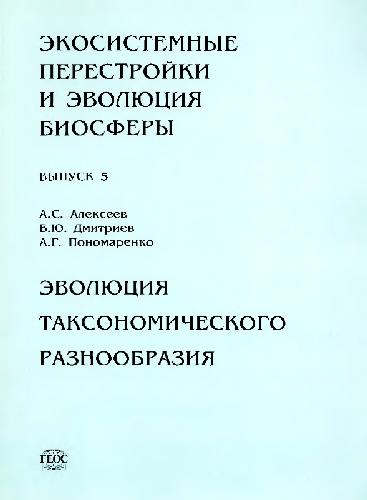 ЭКОСИСТЕМНЫЕ
ПЕРЕСТРОЙКИ
И ЭВОЛЮЦИЯ
БИОСФЕРЫ
ВЫПУСК 5
А.С. Алексеев
В.Ю. Дмитриев
А.Г. Пономаренко
ЭВОЛЮЦИЯ
ТАКСОНОМИЧЕСКОГО
РАЗНООБРАЗИЯ
ГЕОС